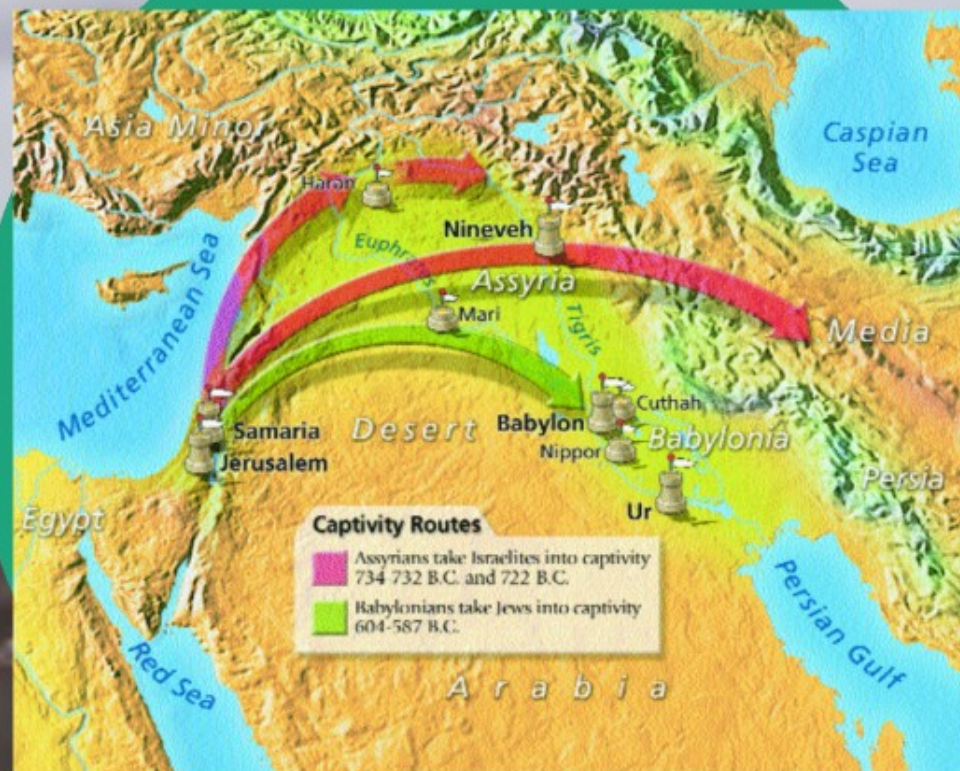 Asia Minor
Caspian
Sea
Haran
Nineveh
Euphrates
Assyria
Mediterranean Sea
Mari
Tigris
Media
Samaria
Desert
Babylon
Cuthah
Jerusalem
Nippor
Babylonia
Persia
Egypt
Ur
Captivity Routes
Assyrians take Israelites into captivity
734-732 B.C. and 722 B.C.
Babylonians take Jews into captivity
604-587 B.C.
Persian Gulf
Red Sea
Arabia